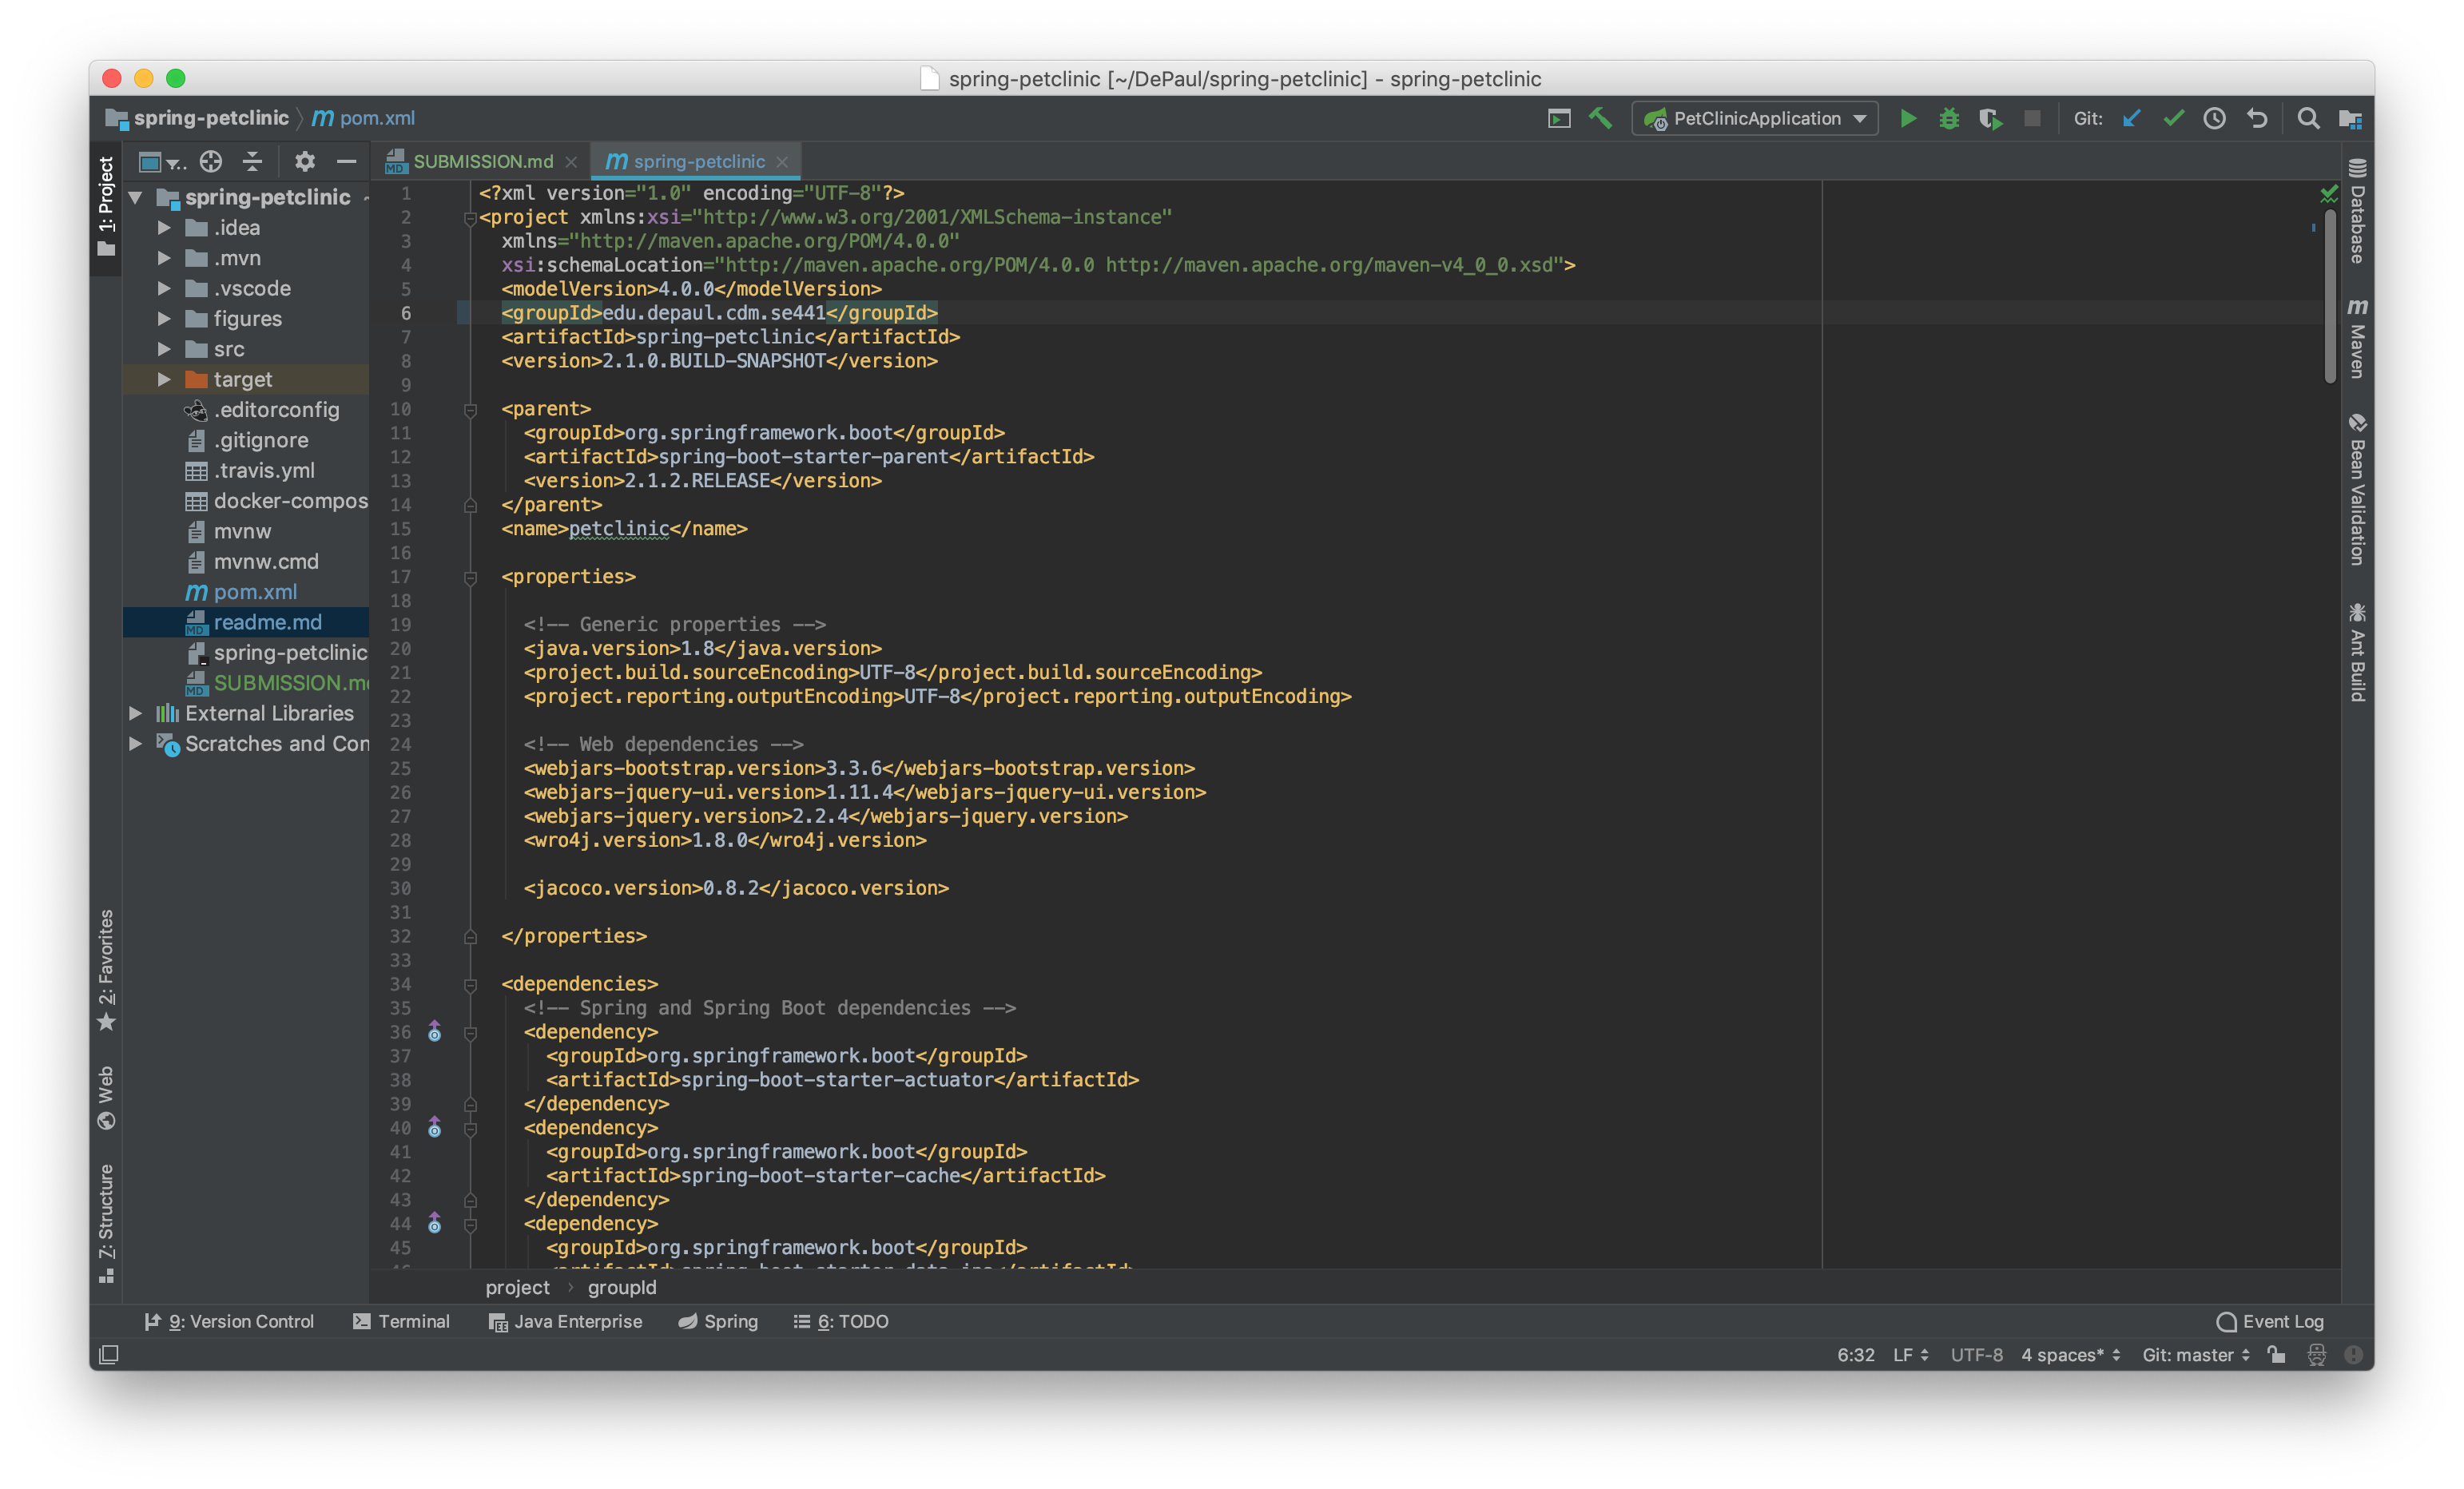 spring-petclinic [~/DePaul/spring-petclinic] - spring-petclinic
spring-petclinic pom.xml
PetClinicApplication
Git:
1: Project
SUBMISSION.md
spring-petclinic
spring-petclinic
.idea
.mvn
.vscode
figures
src
target
.editorconfig
.gitignore
.travis.yml
docker-compos
mvnw
mvnw.cmd
pom.xml
readme.md
spring-petclinic
SUBMISSION.m
External Libraries
Scratches and Con
2: Favorites
Web
Z: Structure
1 <?xml version="1.0" encoding="UTF-8"?>
2 <project xmlns:xsi="http://www.w3.org/2001/XMLSchema-instance"
3 xmlns="http://maven.apache.org/POM/4.0.0"
4 xsi:schemaLocation="http://maven.apache.org/POM/4.0.0 http://maven.apache.org/maven-v4_0_0.xsd">
5 <modelVersion>4.0.0</modelVersion>
6 <groupId>edu.depaul.cdm.se441</groupId>
7 <artifactId>spring-petclinic</artifactId>
8 <version>2.1.0.BUILD-SNAPSHOT</version>
9
10 <parent>
11 <groupId>org.springframework.boot</groupId>
12 <artifactId>spring-boot-starter-parent</artifactId>
13 <version>2.1.2.RELEASE</version>
14 </parent>
15 <name>petclinic</name>
16
17 <properties>
18
19 <!-- Generic properties -->
20 <java.version>1.8</java.version>
21 <project.build.sourceEncoding>UTF-8</project.build.sourceEncoding>
22 <project.reporting.outputEncoding>UTF-8</project.reporting.outputEncoding>
23
24 <!-- Web dependencies -->
25 <webjars-bootstrap.version>3.3.6</webjars-bootstrap.version>
26 <webjars-jquery-ui.version>1.11.4</webjars-jquery-ui.version>
27 <webjars-jquery.version>2.2.4</webjars-jquery.version>
28 <wro4j.version>1.8.0</wro4j.version>
29
30 <jacoco.version>0.8.2</jacoco.version>
31
32 </properties>
33
34 <dependencies>
35 <!-- Spring and Spring Boot dependencies -->
36 <dependency>
37 <groupId>org.springframework.boot</groupId>
38 <artifactId>spring-boot-starter-actuator</artifactId>
39 </dependency>
40 <dependency>
41 <groupId>org.springframework.boot</groupId>
42 <artifactId>spring-boot-starter-cache</artifactId>
43 </dependency>
44 <dependency>
45 <groupId>org.springframework.boot</groupId>
Database
Maven
Bean Validation
Ant Build
project groupId
9: Version Control Terminal Java Enterprise Spring 6: TODO Event Log
6:32 LF UTF-8 4 spaces* Git: master